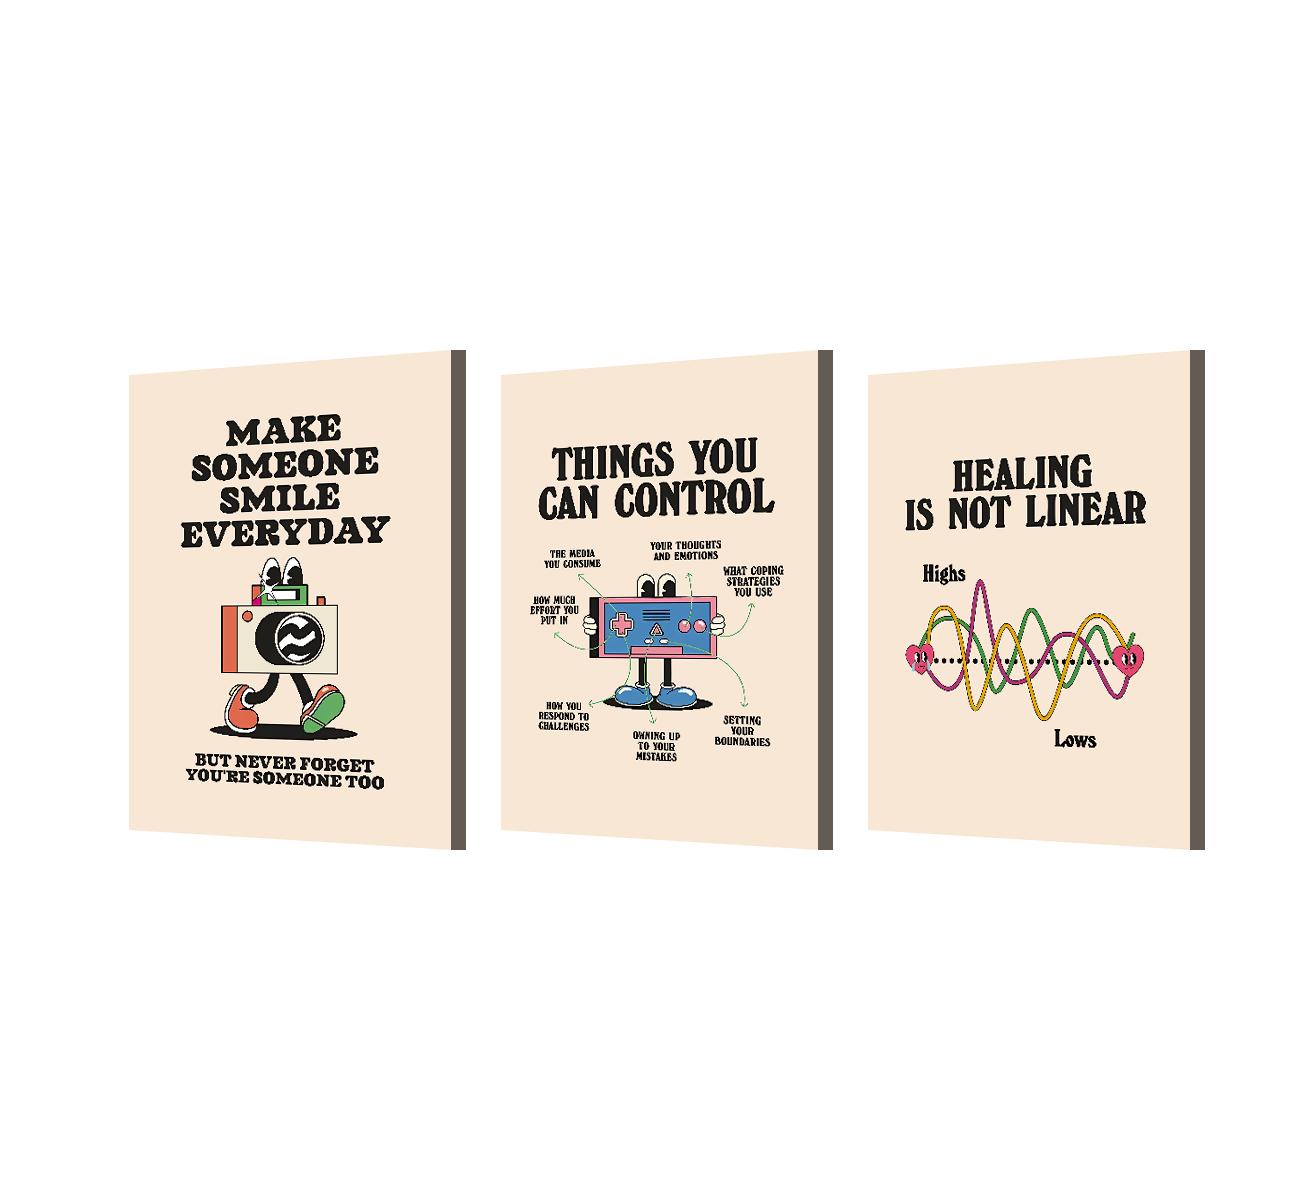 MAKE
SOMEONE
SMILE
EVERYDAY
BUT NEVER FORGET
YOU'RE SOMEONE TOO
THINGS YOU
CAN CONTROL
THE MEDIA
YOU CONSUME
YOUR THOUGHTS
AND EMOTIONS
WHAT COPING
STRATEGIES
YOU USE
HOW MUCH
EFFORT YOU
PUT IN
HOW YOU
RESPOND TO
CHALLENGES
OWNING UP
TO YOUR
MISTAKES
SETTING
YOUR
BOUNDARIES
HEALING
IS NOT LINEAR
Highs
Lows